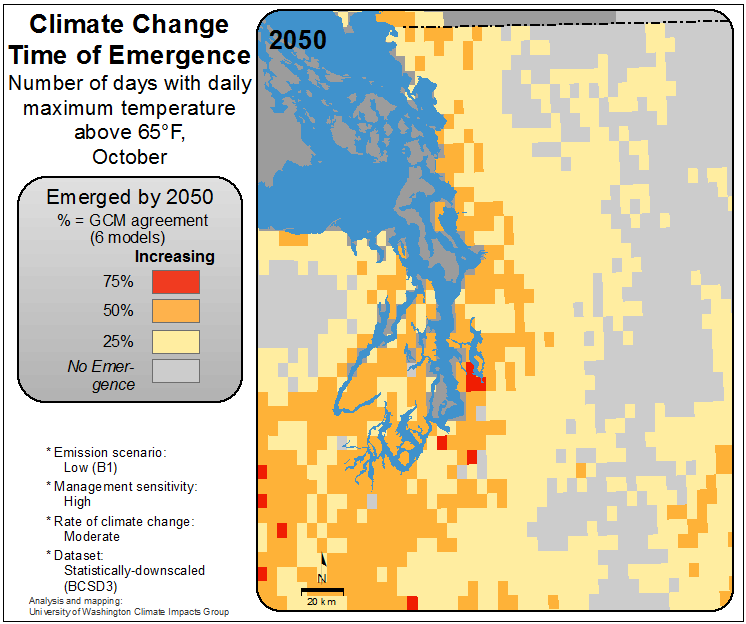 Climate Change
Time of Emergence
Number of days with daily
maximum temperature
above 65°F,
October
Emerged by 2050
% = GCM agreement
(6 models)
Increasing
75%
50%
25%
No Emer-
gence
* Emission scenario:
Low (B1)
* Management sensitivity:
High
* Rate of climate change:
Moderate
* Dataset:
Statistically-downscaled
(BCSD3)
Analysis and mapping:
University of Washington Climate Impacts Group
2050
N
20 km